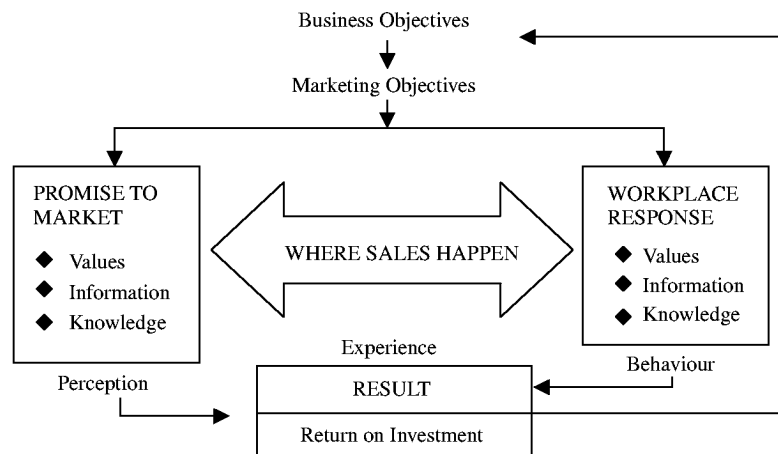 Business Objectives
Marketing Objectives
PROMISE TO
MARKET
Values
Information
Knowledge
WHERE SALES HAPPEN
WORKPLACE
RESPONSE
Values
Information
Knowledge
Perception
Experience
Behaviour
RESULT
Return on Investment